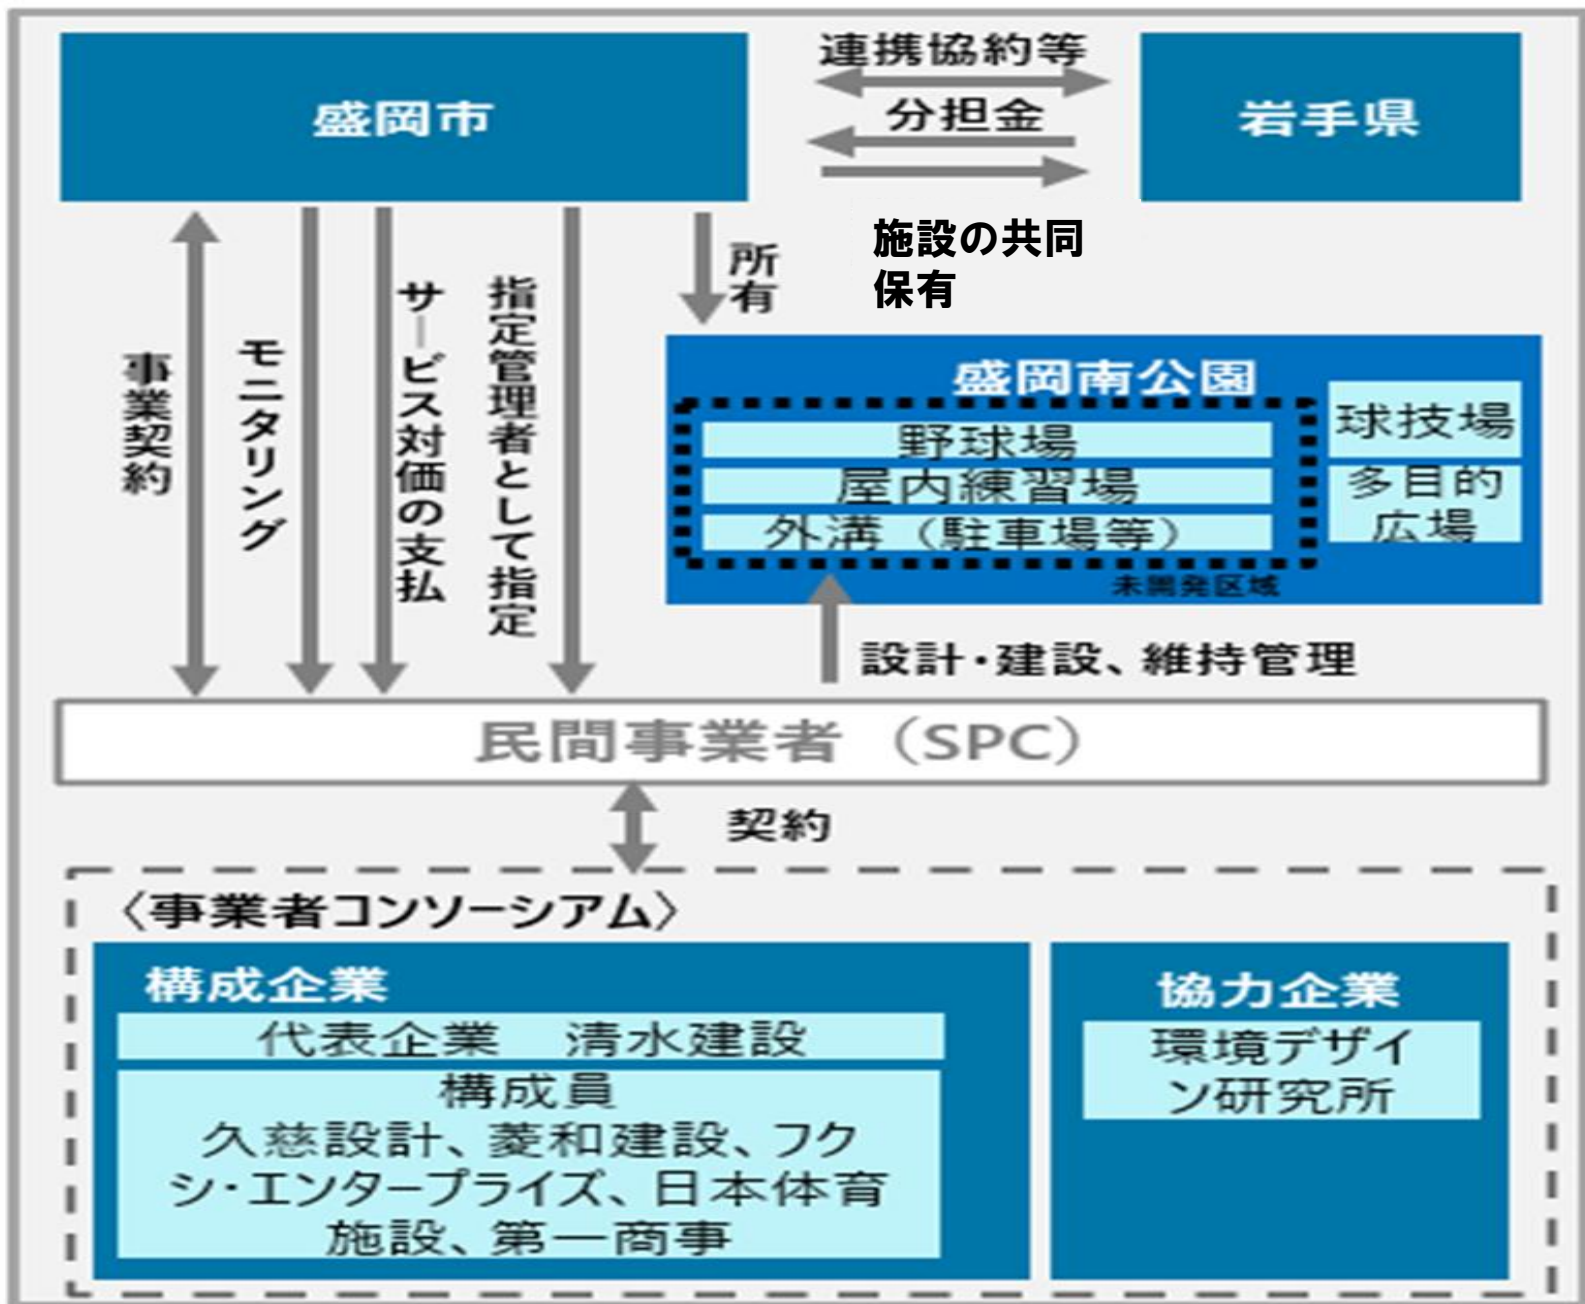 盛岡市
連携協約等
分担金
岩手県
施設の共同
保有
所有
事業契約
モニタリング
サービス対価の支払
指定管理者として指定
盛岡南公園
野球場
屋内練習場
外溝（駐車場等）
球技場
多目的
広場
未開発区域
設計・建設、維持管理
民間事業者（SPC）
契約
〈事業者コンソーシアム〉
構成企業
代表企業　清水建設
構成員
久慈設計、菱和建設、フク
シ・エンタープライズ、日本体育
施設、第一商事
協力企業
環境デザイ
ン研究所